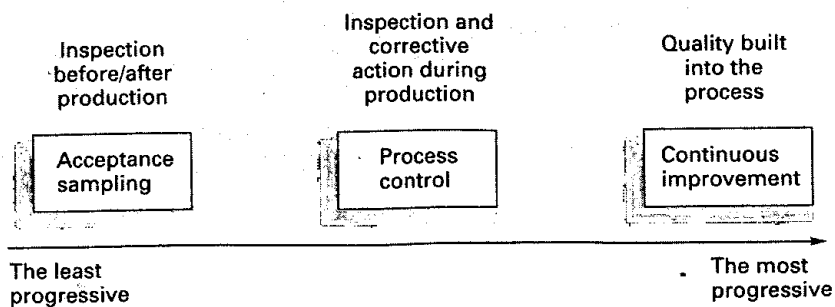 Inspection
before/after
production
Inspection and
corrective
action during
production
Quality built
into the
process
Acceptance
sampling
Process
control
Continuous
improvement
The least
progressive
The most
progressive